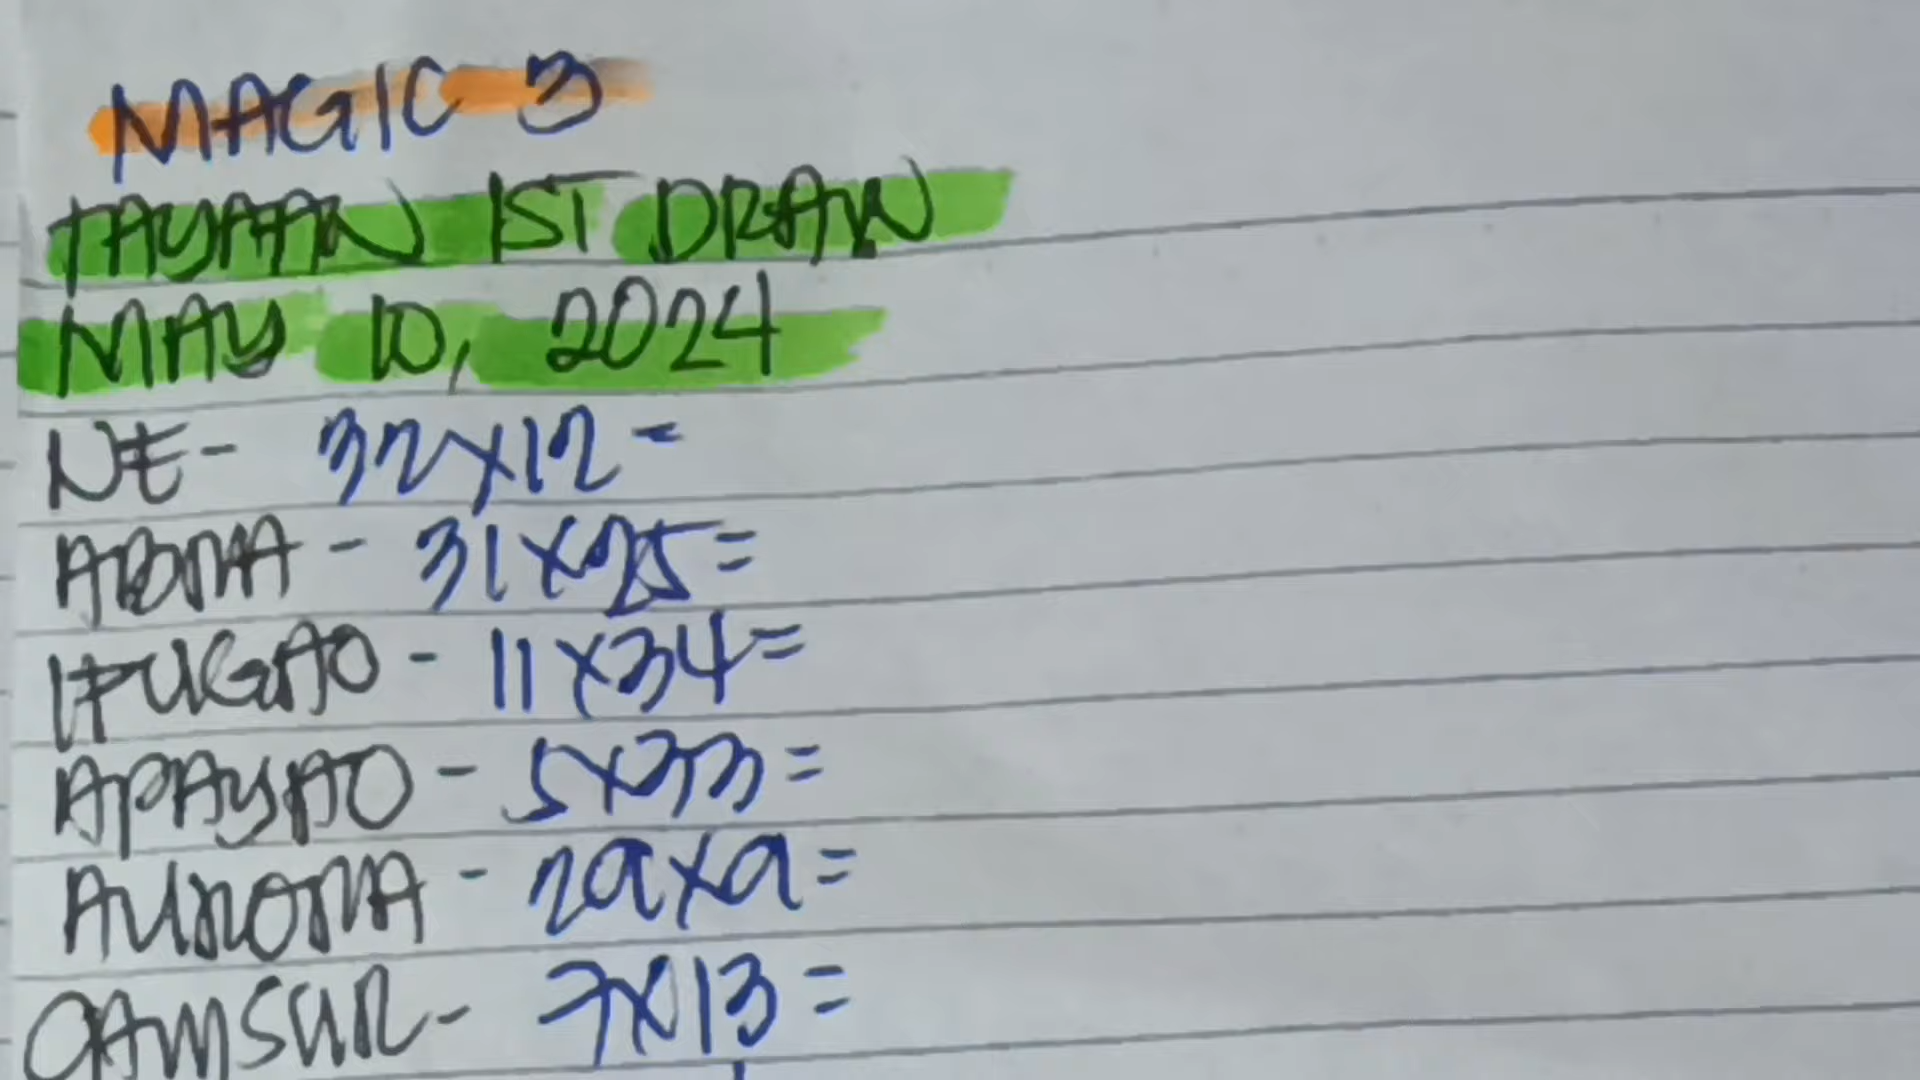 MAGIC 3
TAYAAN 1ST DRAW
MAY 10, 2024
NE- 32x12=
ABRA - 31x25=
IFUGAO - 11x34=
APAYAO - 5x33=
AURORA - 29x9=
CAMSUR- 7x13=